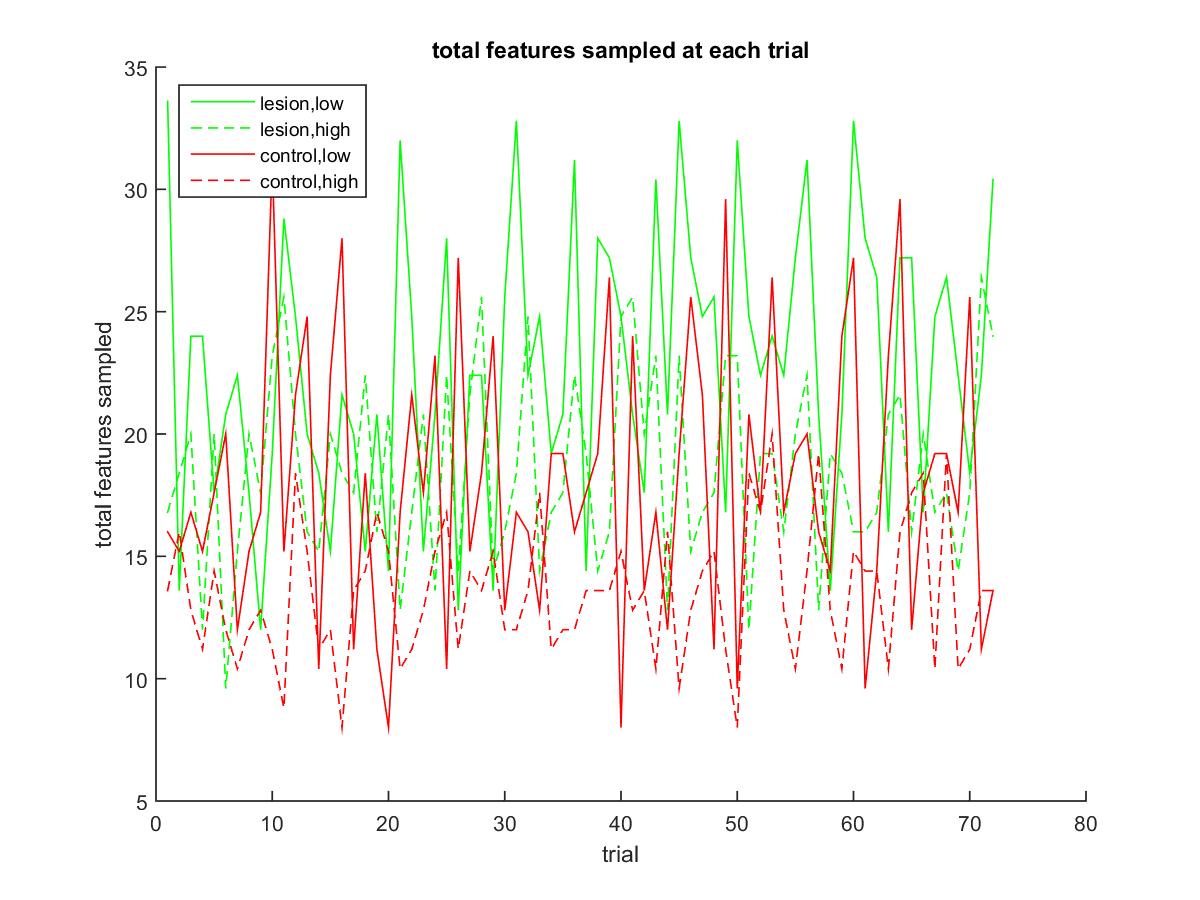 total features sampled at each trial
35
30
25
20
15
10
5
total features sampled
lesion,low
lesion,high
control,low
control,high
0 10 20 30 40 50 60 70 80
trial